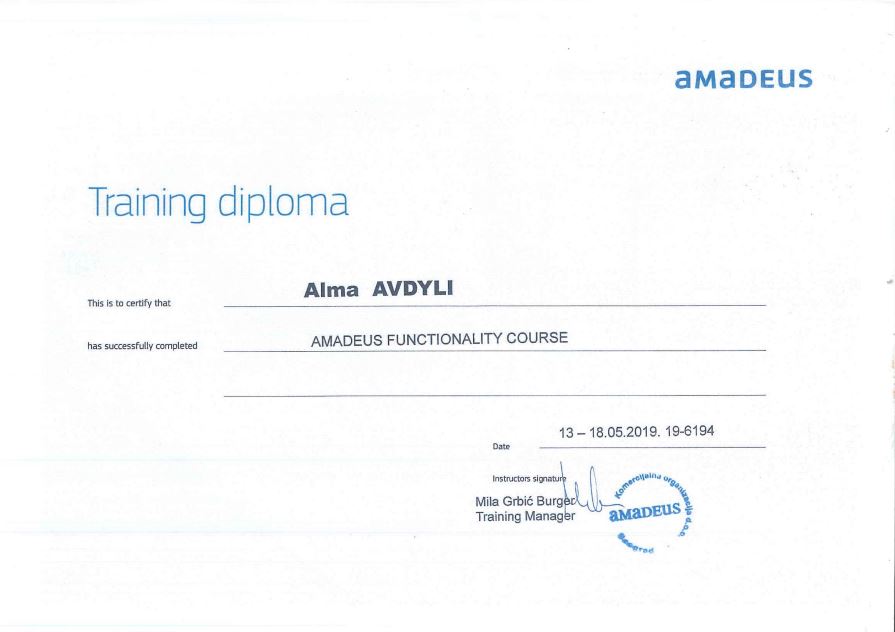 aMaDEUS
Training diploma
This is to certify that
Alma AVDYLI
has successfully completed
AMADEUS FUNCTIONALITY COURSE
13 – 18.05.2019. 19-6194
Date
Instructors signature
Mila Grbić Burger
Training Manager
Komercijalna organizacija d.o.o.
aMaDEUS
Beograd